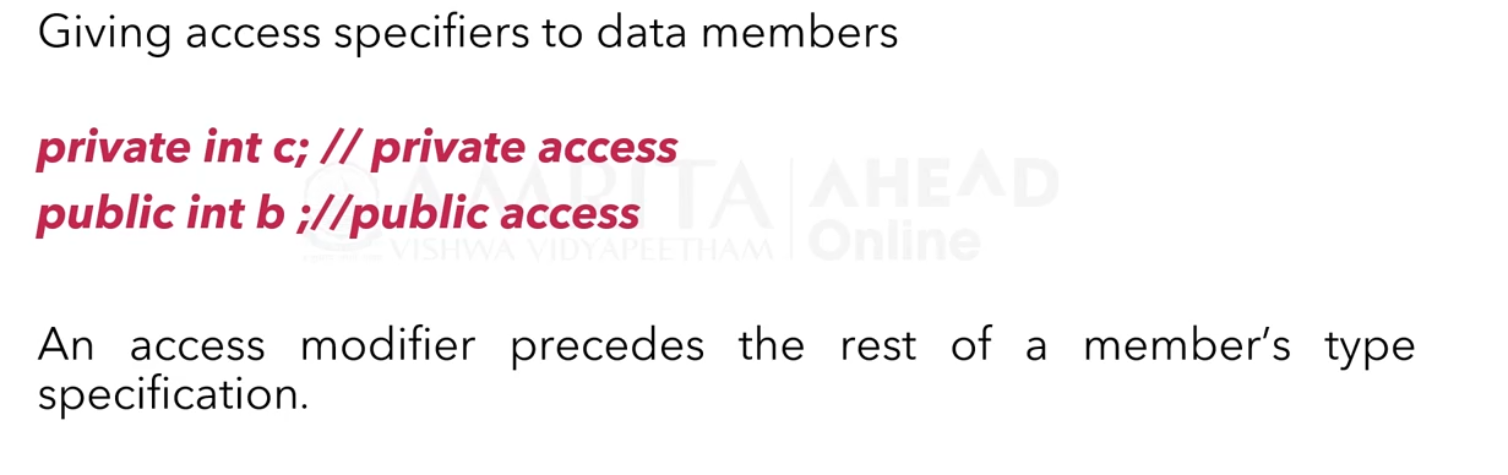 Giving access specifiers to data members
private int c; // private access
public int b ;//public access
AMRITA AHEAD
VISHWA VIDYAPEETHAM Online
An access modifier precedes the rest of a member's type
specification.